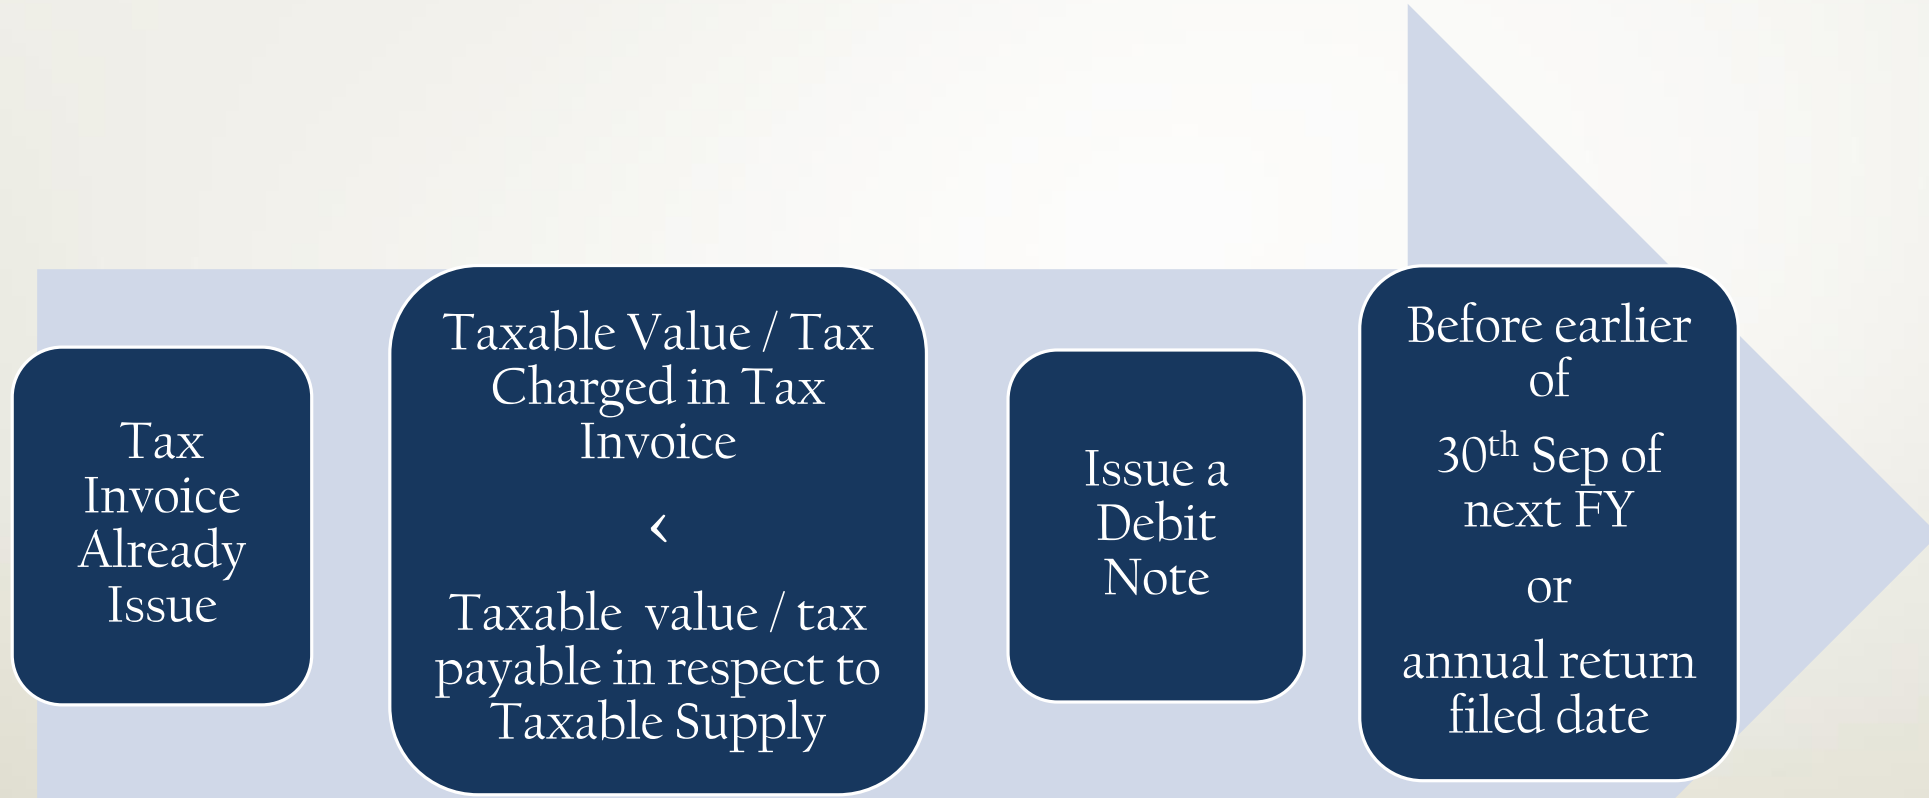 Tax
Invoice
Already
Issue
Taxable Value / Tax
Charged in Tax
Invoice
<
Taxable value / tax
payable in respect to
Taxable Supply
Issue a
Debit
Note
Before earlier
of
30th Sep of
next FY
or
annual return
filed date